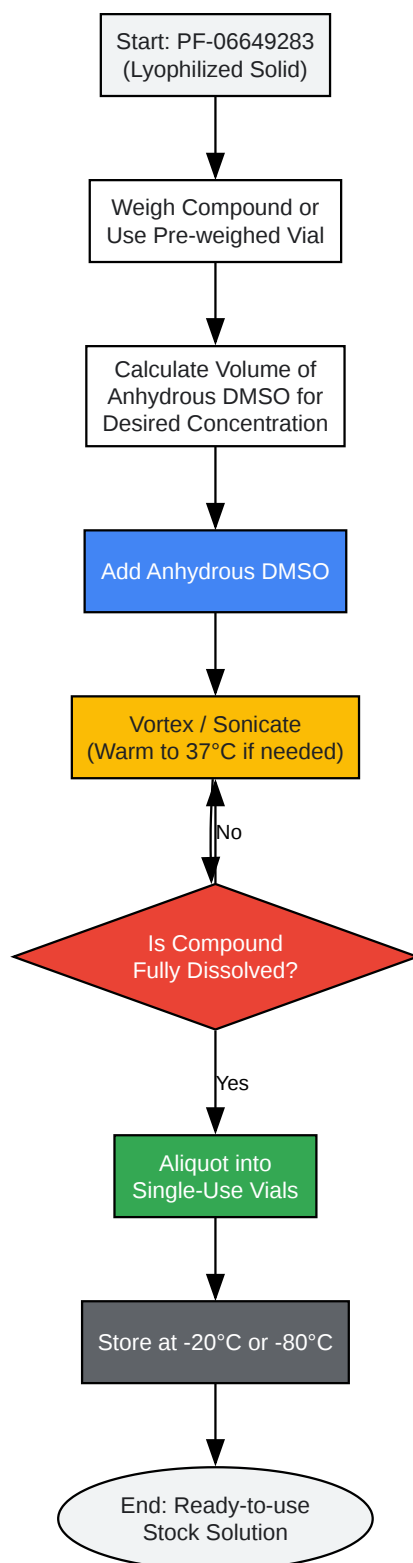 Start: PF-06649283
(Lyophilized Solid)
Weigh Compound or
Use Pre-weighed Vial
Calculate Volume of
Anhydrous DMSO for
Desired Concentration
Add Anhydrous DMSO
Vortex / Sonicate
(Warm to 37°C if needed)
No
Is Compound
Fully Dissolved?
Yes
Aliquot into
Single-Use Vials
Store at -20°C or -80°C
End: Ready-to-use
Stock Solution